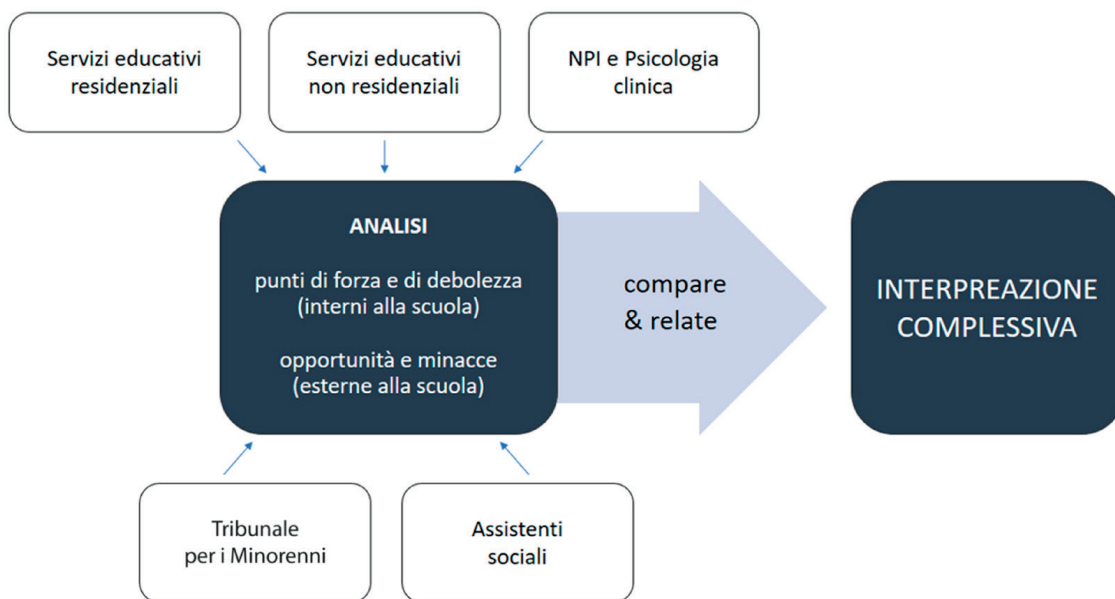 Servizi educativi
residenziali
Servizi educativi
non residenziali
NPI e Psicologia
clinica
ANALISI
punti di forza e di debolezza
(interni alla scuola)
opportunità e minacce
(esterne alla scuola)
compare
& relate
INTERPREAZIONE
COMPLESSIVA
Tribunale
per i Minorenni
Assistenti
sociali